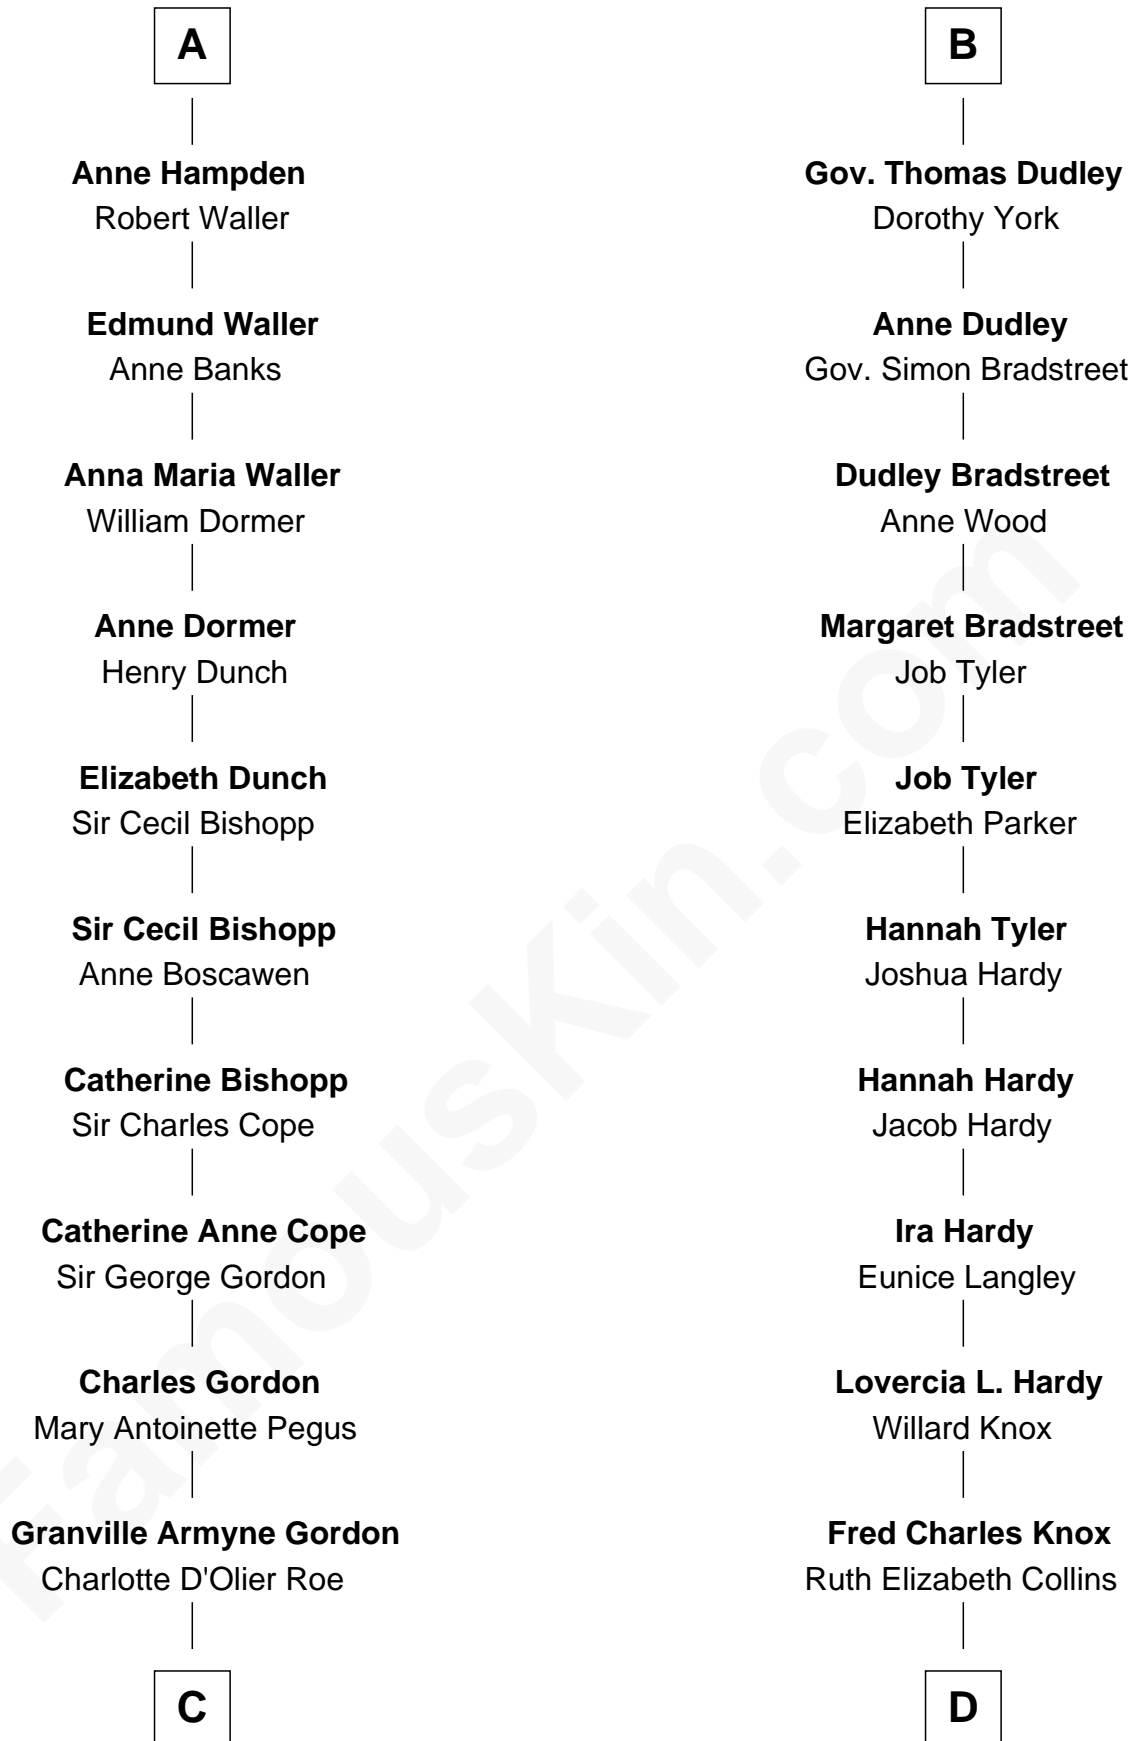 A
Anne Hampden
Robert Waller
Edmund Waller
Anne Banks
Anna Maria Waller
William Dormer
Anne Dormer
Henry Dunch
Elizabeth Dunch
Sir Cecil Bishopp
Sir Cecil Bishopp
Anne Boscawen
Catherine Bishopp
Sir Charles Cope
Catherine Anne Cope
Sir George Gordon
Charles Gordon
Mary Antoinette Pegus
Granville Armyne Gordon
Charlotte D'Olier Roe
C
B
Gov. Thomas Dudley
Dorothy York
Anne Dudley
Gov. Simon Bradstreet
Dudley Bradstreet
Anne Wood
Margaret Bradstreet
Job Tyler
Job Tyler
Elizabeth Parker
Hannah Tyler
Joshua Hardy
Hannah Hardy
Jacob Hardy
Ira Hardy
Eunice Langley
Lovercia L. Hardy
Willard Knox
Fred Charles Knox
Ruth Elizabeth Collins
D
FamousKin.com